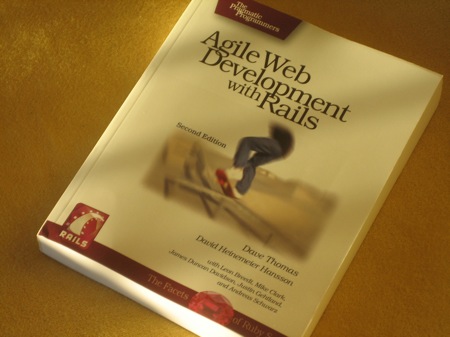 The
Pragmatic
Programmers
Agile Web
Development
with Rails
Second Edition
Dave Thomas
David Heinemeier Hansson
with Leon Breedt, Mike Clark,
James Duncan Davidson, Justin Gehtland,
and Andreas Schwarz
RAILS
The Facets of Ruby